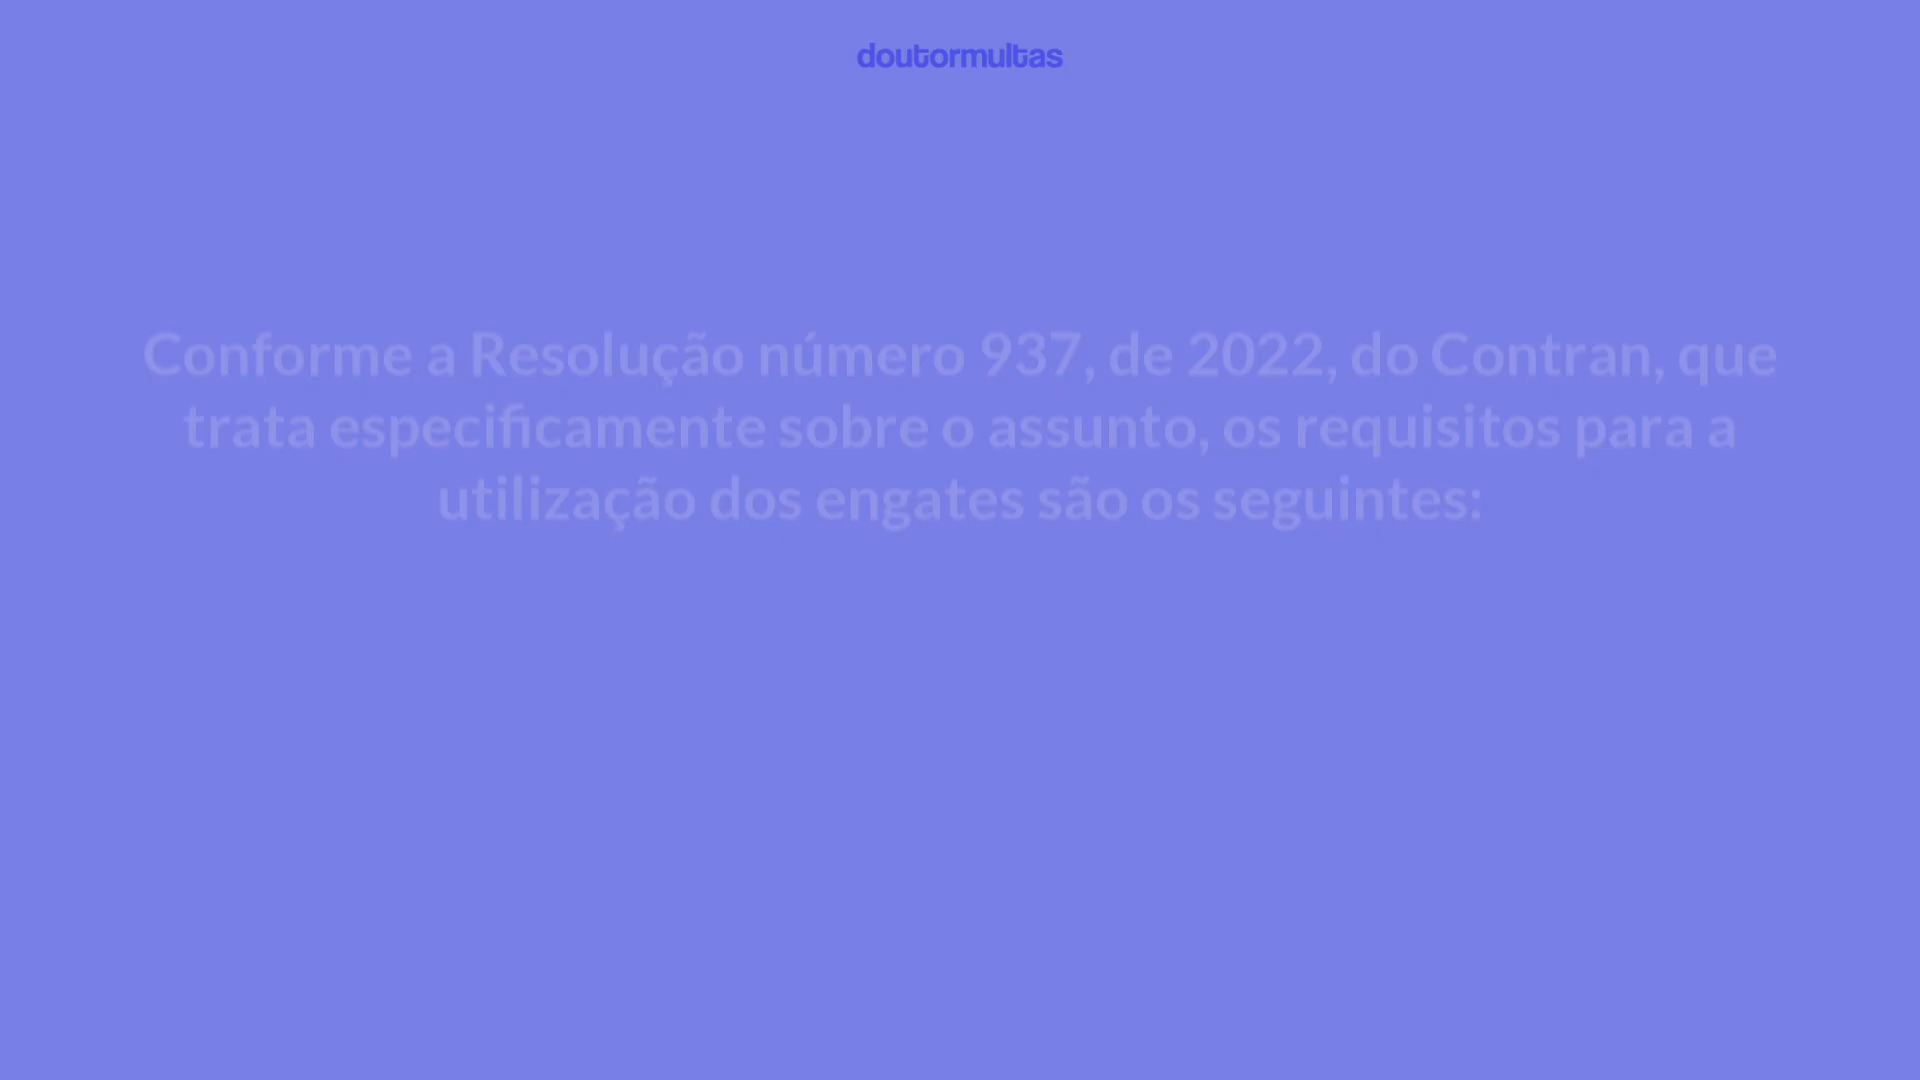 doutormultas
Conforme a Resolução número 937, de 2022, do Contran, que
trata especificamente sobre o assunto, os requisitos para a
utilização dos engates são os seguintes: